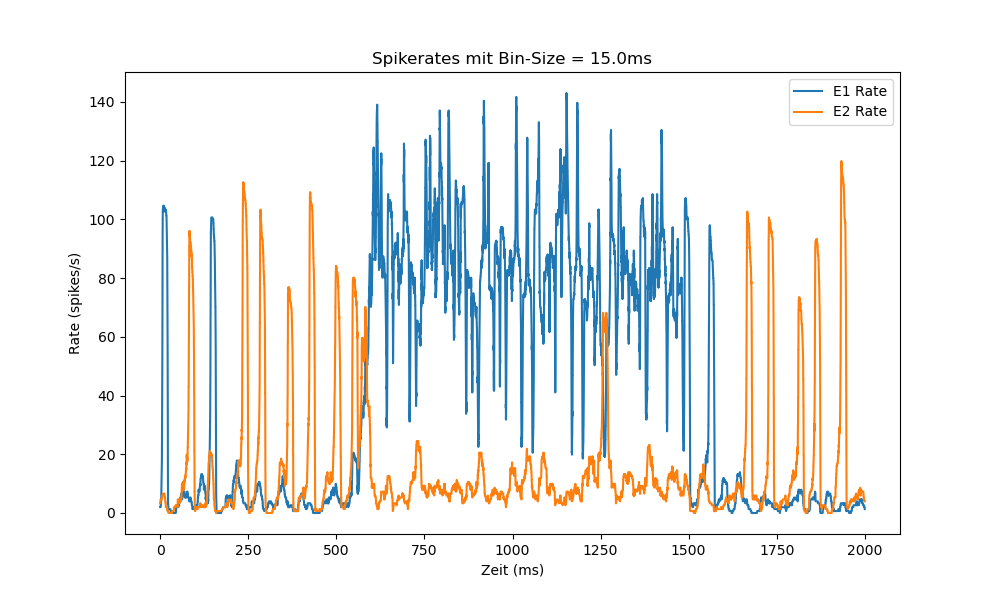 Spikerates mit Bin-Size = 15.0ms
E1 Rate
E2 Rate
140
120
100
80
60
40
20
0
Rate (spikes/s)
0 250 500 750 1000 1250 1500 1750 2000
Zeit (ms)